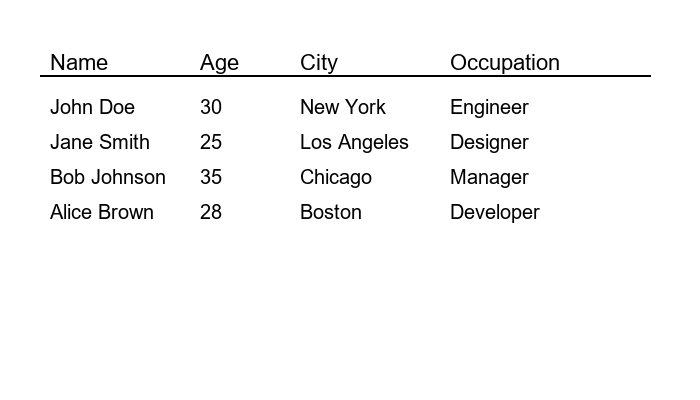 Name Age City Occupation
John Doe 30 New York Engineer
Jane Smith 25 Los Angeles Designer
Bob Johnson 35 Chicago Manager
Alice Brown 28 Boston Developer